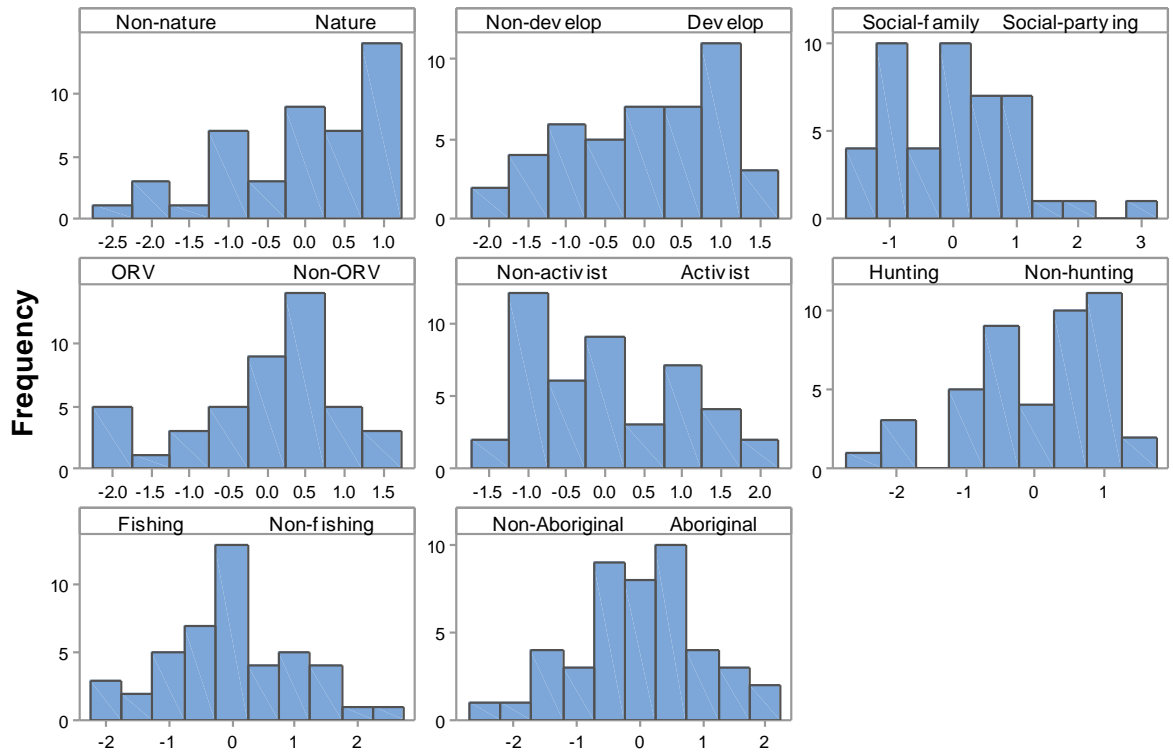 Non-nature Nature
Non-develop Develop
Social-family Social-partying
10
5
0
-2.5 -2.0 -1.5 -1.0 -0.5 0.0 0.5 1.0
10
5
0
-2.0 -1.5 -1.0 -0.5 0.0 0.5 1.0 1.5
10
5
0
-1 0 1 2 3
Frequency
ORV Non-ORV
Non-activist Activist
Hunting Non-hunting
10
5
0
-2.0 -1.5 -1.0 -0.5 0.0 0.5 1.0 1.5
10
5
0
-1.5 -1.0 -0.5 0.0 0.5 1.0 1.5 2.0
10
5
0
-2 -1 0 1
Fishing Non-fishing
Non-Aboriginal Aboriginal
10
5
0
-2 -1 0 1 2
10
5
0
-2 -1 0 1 2